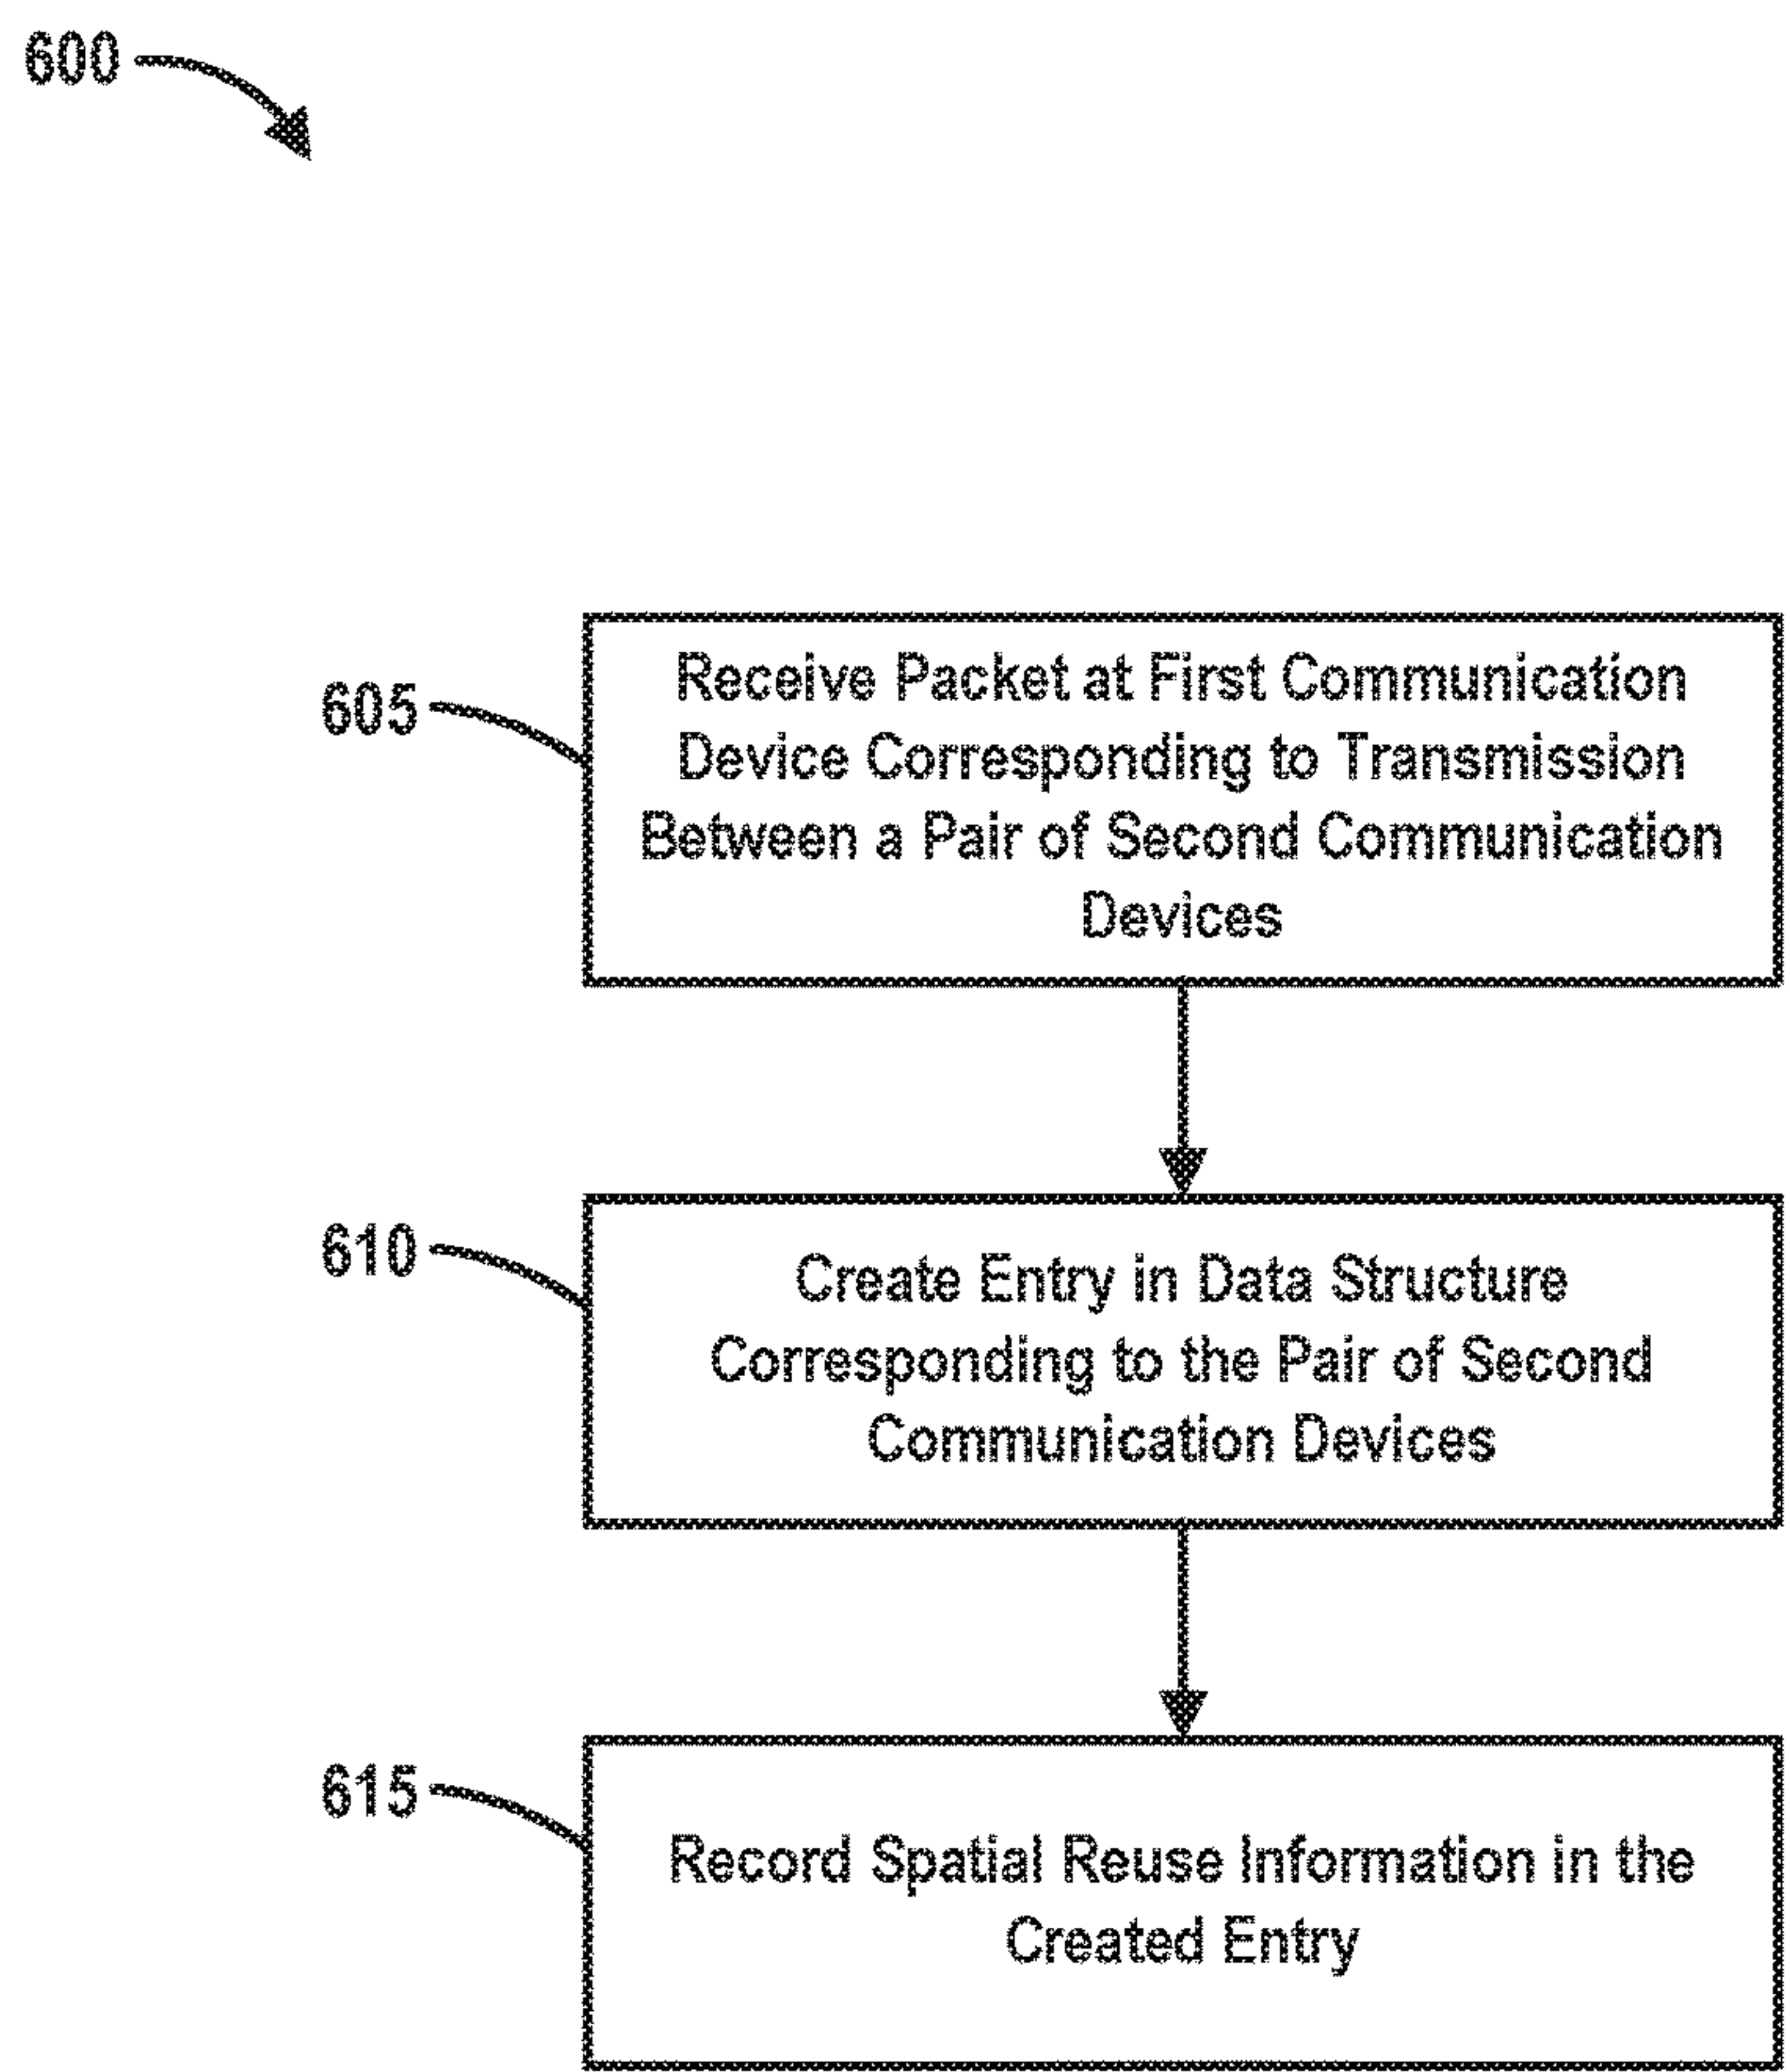 600
605
Receive Packet at First Communication
Device Corresponding to Transmission
Between a Pair of Second Communication
Devices
610
Create Entry in Data Structure
Corresponding to the Pair of Second
Communication Devices
615
Record Spatial Reuse Information in the
Created Entry